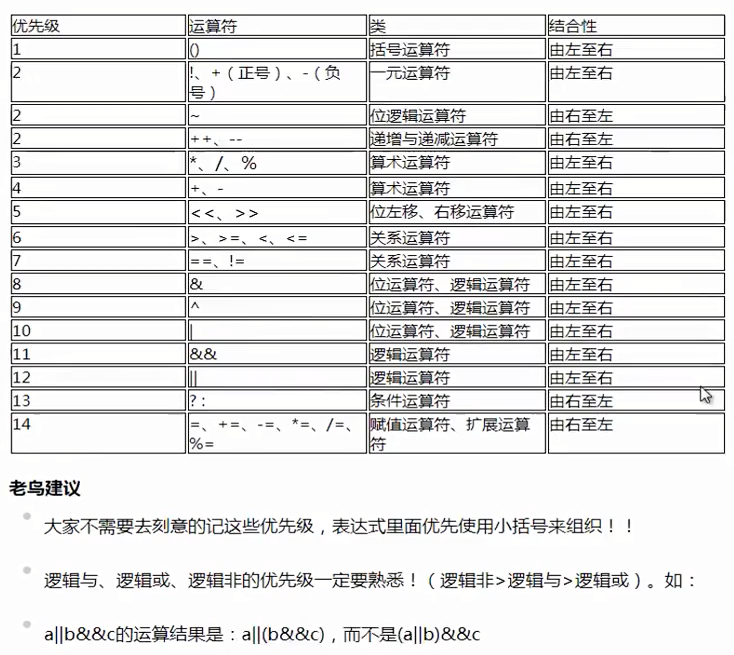 优先级 运算符 类 结合性
1 () 括号运算符 由左至右
2 !、+（正号）、-（负 一元运算符 由左至右
号）
2 ~ 位逻辑运算符 由右至左
2 ++、-- 递增与递减运算符 由右至左
3 *、/、% 算术运算符 由左至右
4 +、- 算术运算符 由左至右
5 <<、>> 位左移、右移运算符 由左至右
6 >、>=、<、<= 关系运算符 由左至右
7 ==、!= 关系运算符 由左至右
8 & 位运算符、逻辑运算符 由左至右
9 ^ 位运算符、逻辑运算符 由左至右
10 | 位运算符、逻辑运算符 由左至右
11 && 逻辑运算符 由左至右
12 || 逻辑运算符 由左至右
13 ? : 条件运算符 由右至左
14 =、+=、-=、*=、/=、 赋值运算符、扩展运算 由右至左
%= 符
老鸟建议
大家不需要去刻意的记这些优先级，表达式里面优先使用小括号来组织！！
逻辑与、逻辑或、逻辑非的优先级一定要熟悉！（逻辑非>逻辑与>逻辑或）。如：
a||b&&c的运算结果是：a||(b&&c)，而不是(a||b)&&c